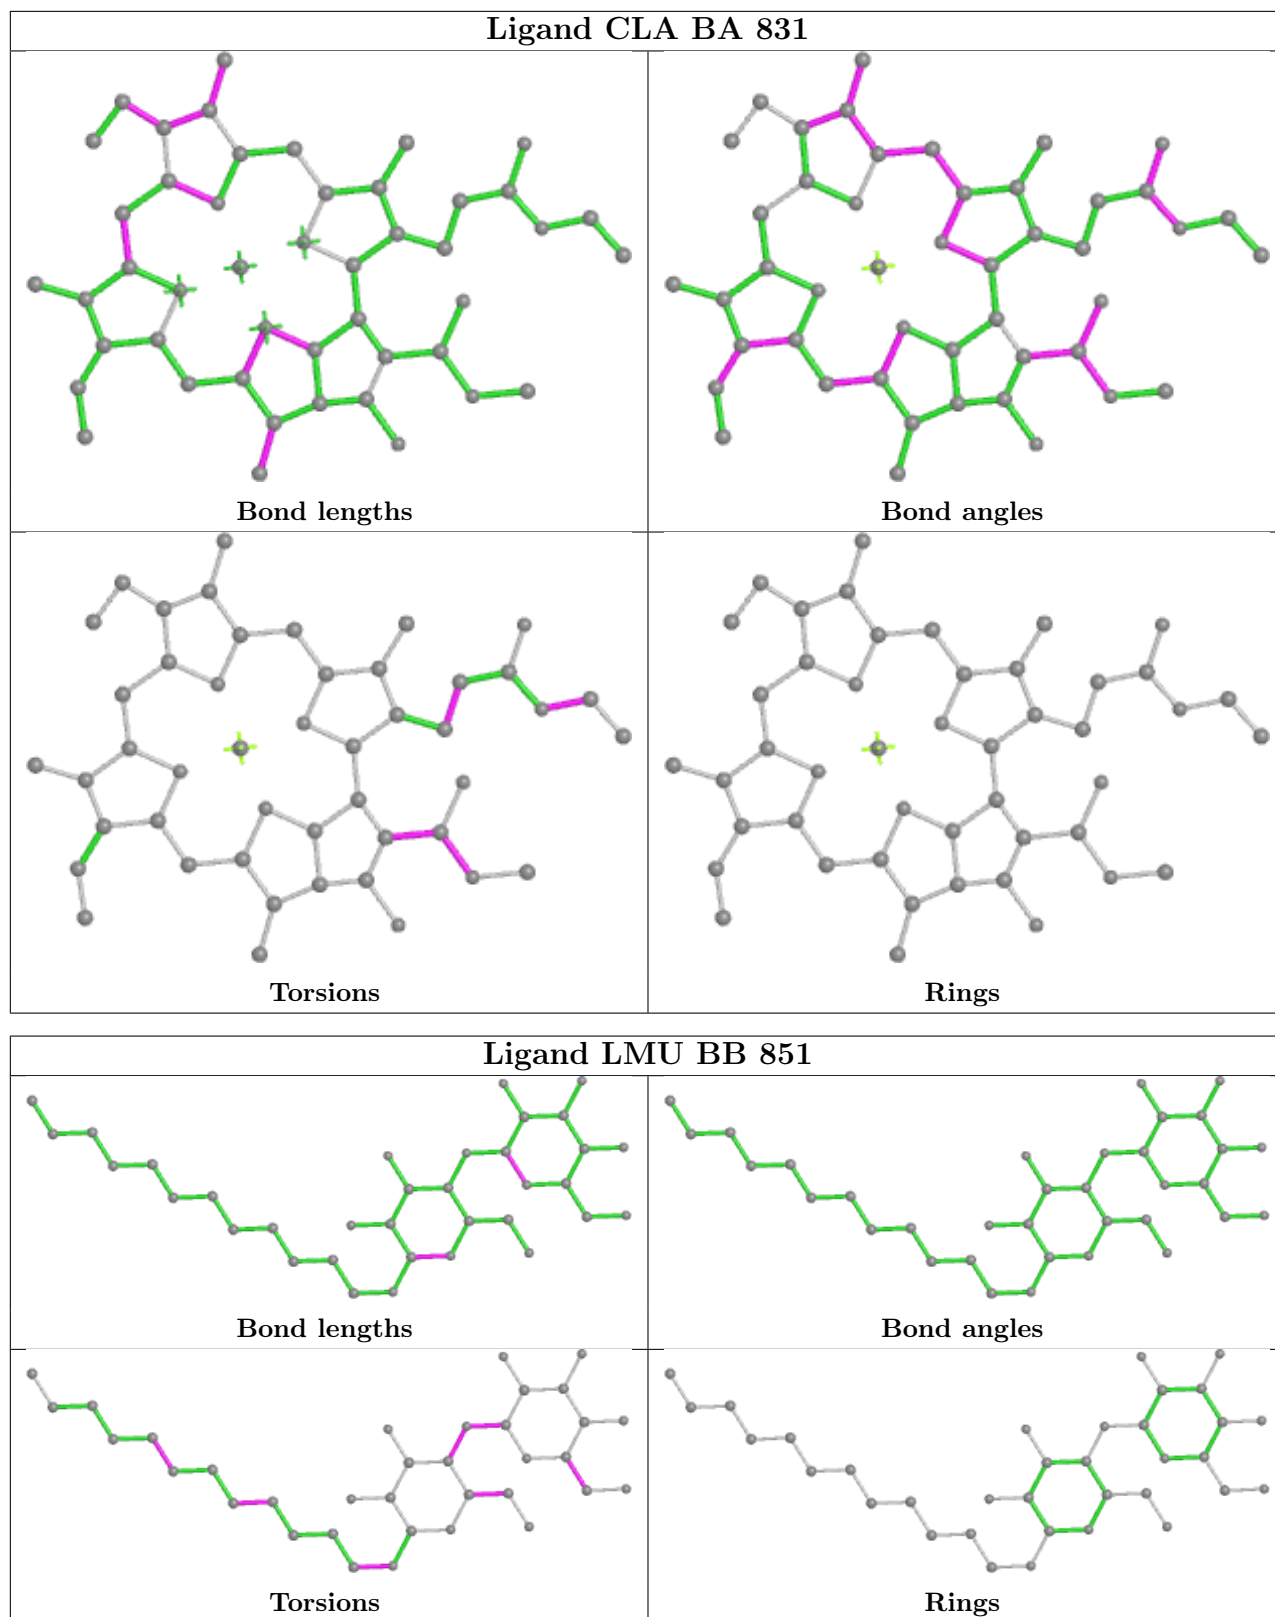 Ligand CLA BA 831
Bond lengths
Bond angles
Torsions
Rings
Ligand LMU BB 851
Bond lengths
Bond angles
Torsions
Rings